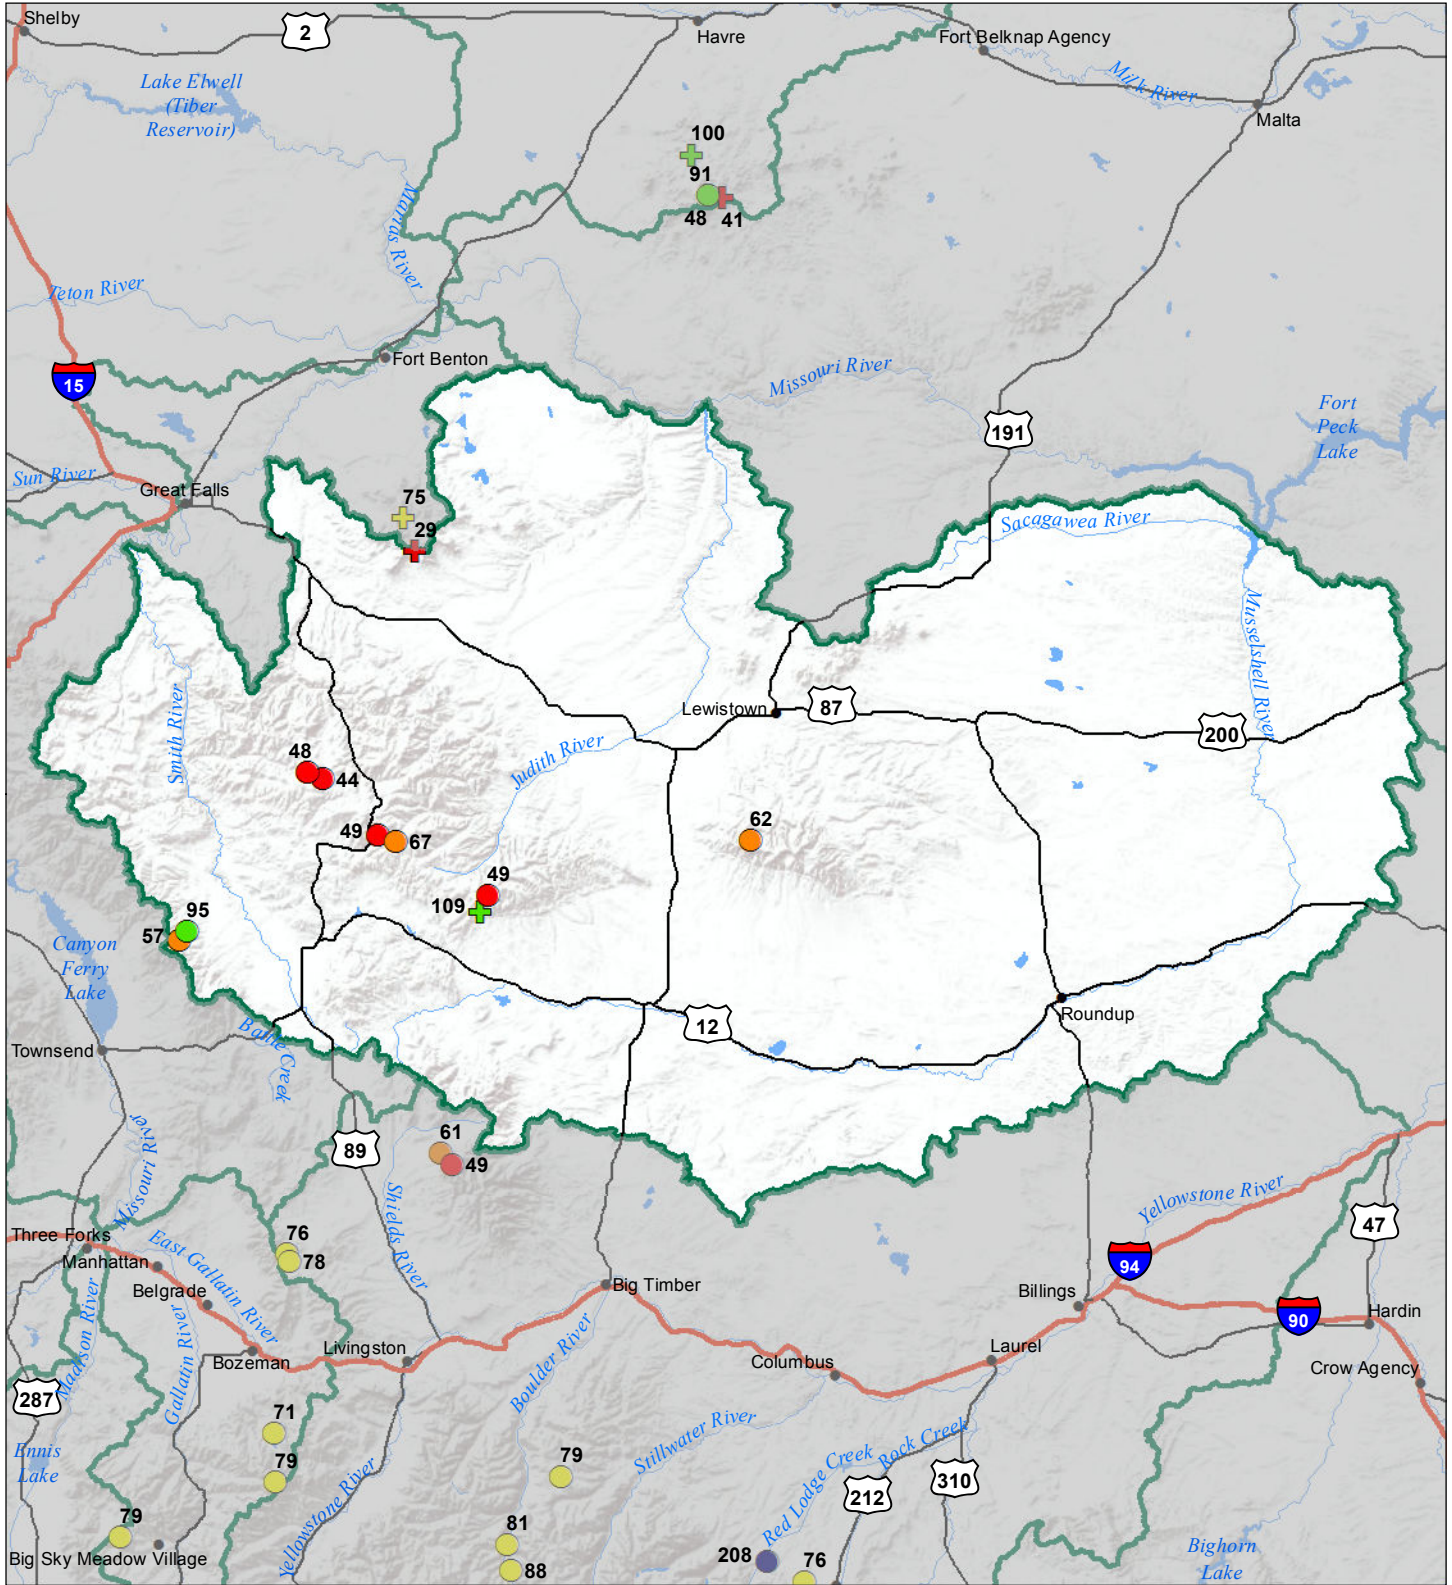 Shelby
2
Havre
Fort Belknap Agency
Milk River
Malta
Lake Elwell
(Tiber
Reservoir)
100
91
48
41
Marias River
Teton River
Fort Benton
15
Missouri River
191
Fort
Peck
Lake
Sun River
Great Falls
75
29
Sacagawea River
Musselshell River
Smith River
Lewistown
87
200
Judith River
48
44
49
67
62
49
109
95
57
Canyon
Ferry
Lake
12
Roundup
Townsend
Battle Creek
Missouri River
89
61
49
Shields River
Yellowstone River
47
Three Forks
Manhattan
East Gallatin River
76
78
94
Belgrade
Big Timber
Billings
90
Hardin
Madison River
Gallatin River
Bozeman
Livingston
Boulder River
Columbus
Laurel
Crow Agency
287
71
Stillwater River
Rock Creek
Ennis
Lake
79
79
Red Lodge Creek
310
212
Yellowstone River
79
81
Big Sky Meadow Village
88
208
76
Bighorn
Lake